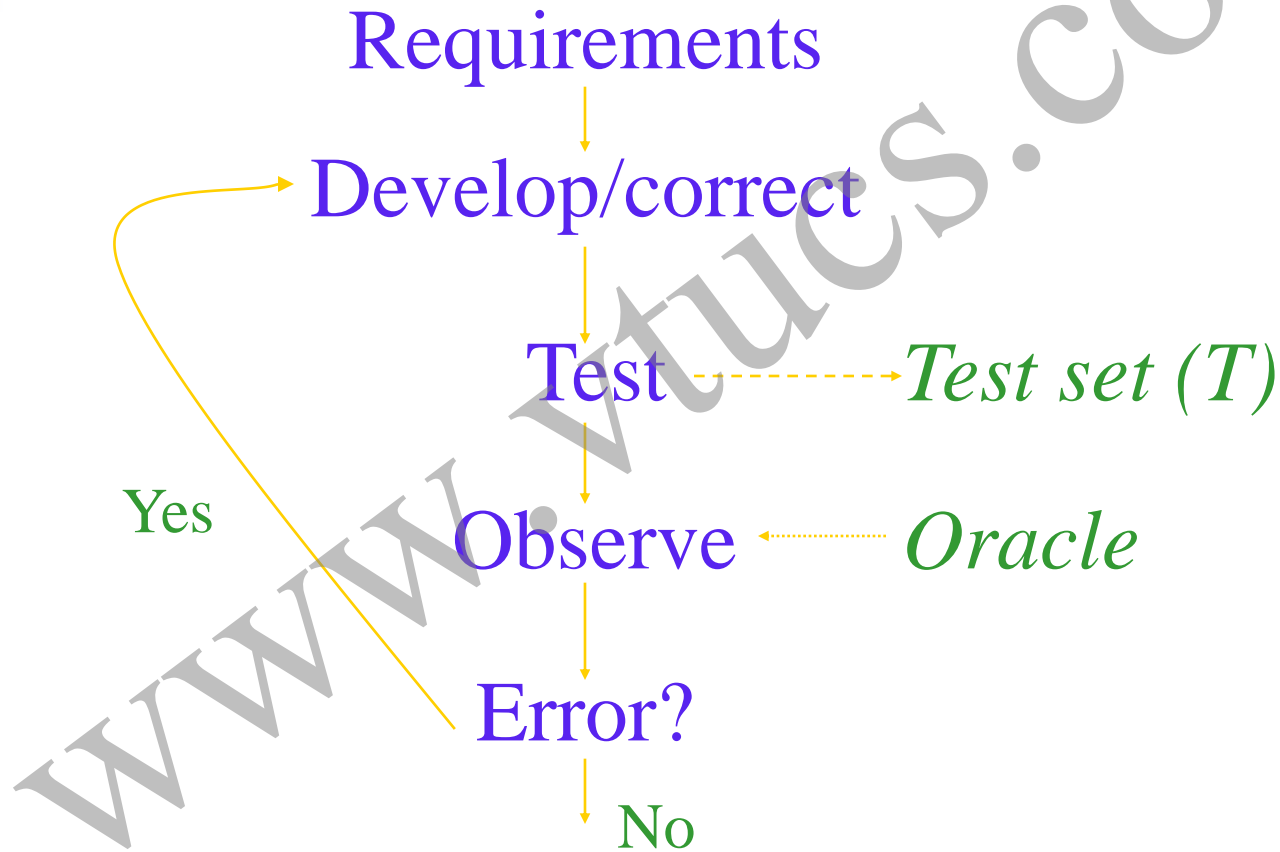 Requirements
Develop/correct
Test
Test set (T)
Yes
Observe
Oracle
Error?
No
www.vtucs.co